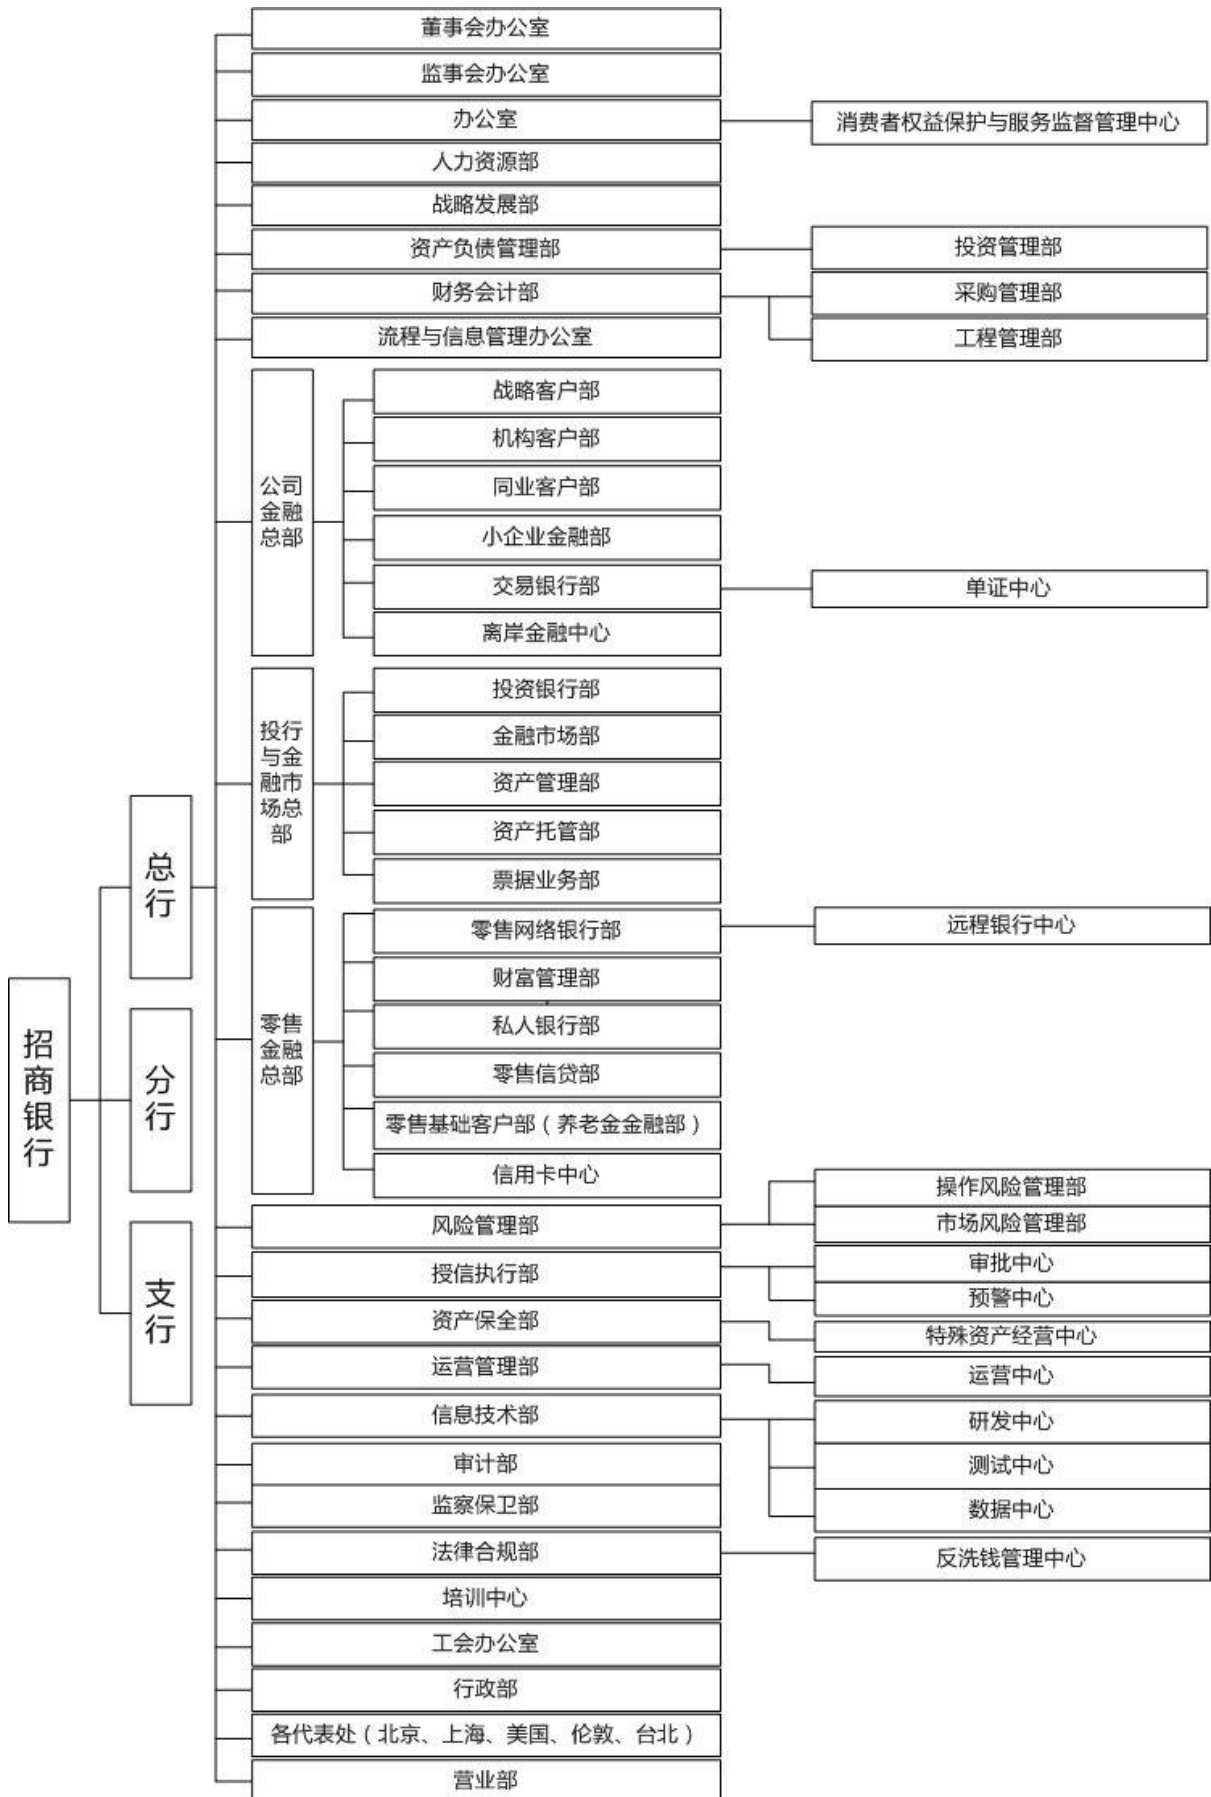 董事会办公室
监事会办公室
办公室
消费者权益保护与服务监督管理中心
人力资源部
战略发展部
资产负债管理部
投资管理部
财务会计部
采购管理部
流程与信息管理办公室
工程管理部
公司
金融
总部
战略客户部
机构客户部
同业客户部
小企业金融部
交易银行部
单证中心
离岸金融中心
投行
与金
融市
场总
部
投资银行部
金融市场部
资产管理部
资产托管部
票据业务部
零售
金融
总部
零售网络银行部
远程银行中心
财富管理部
私人银行部
零售信贷部
零售基础客户部（养老金金融部）
信用卡中心
招商银行
总行
分行
支行
风险管理部
操作风险管理部
市场风险管理部
授信执行部
审批中心
预警中心
资产保全部
特殊资产经营中心
运营管理部
运营中心
信息技术部
研发中心
测试中心
数据中心
审计部
监察保卫部
法律合规部
反洗钱管理中心
培训中心
工会办公室
行政部
各代表处（北京、上海、美国、伦敦、台北）
营业部